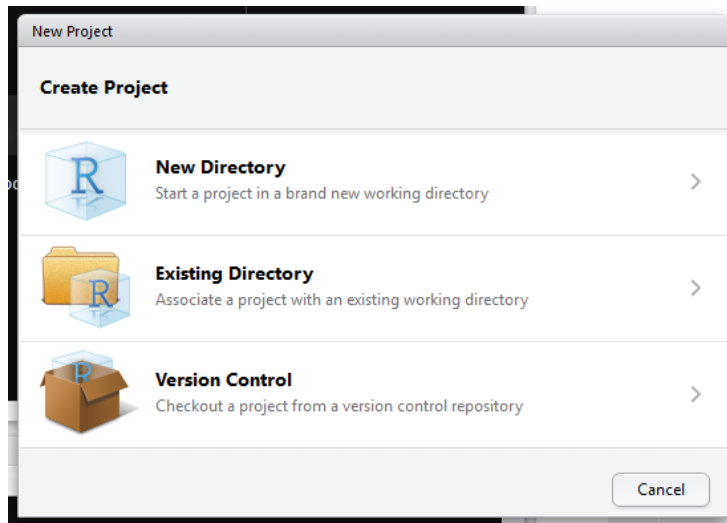 New Project
Create Project
R
New Directory
Start a project in a brand new working directory
R
Existing Directory
Associate a project with an existing working directory
R
Version Control
Checkout a project from a version control repository
Cancel